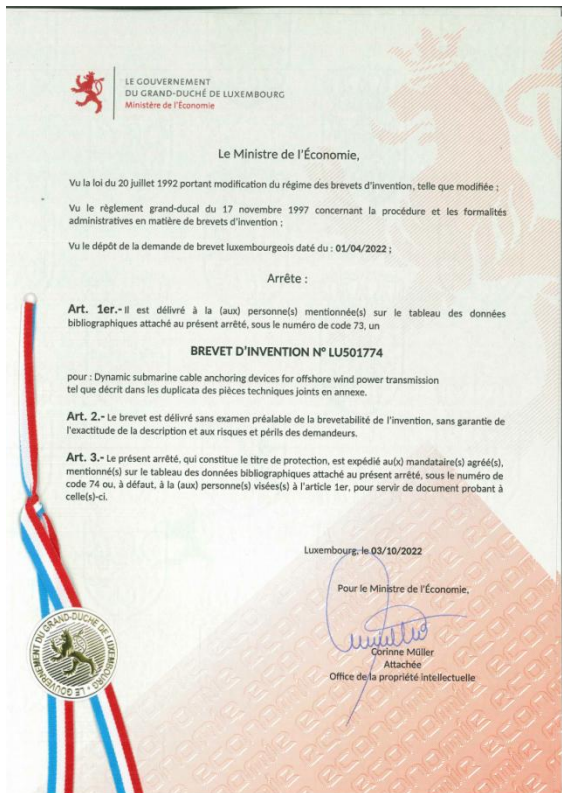 LE GOUVERNEMENT
DU GRAND-DUCHÉ DE LUXEMBOURG
Ministère de l'Économie
Le Ministre de l'Économie,
Vu la loi du 20 juillet 1992 portant modification du régime des brevets d'invention, telle que modifiée ;
Vu le règlement grand-ducal du 17 novembre 1997 concernant la procédure et les formalités
administratives en matière de brevets d'invention ;
Vu le dépôt de la demande de brevet luxembourgeois daté du : 01/04/2022 ;
Arrête :
Art. 1er.- Il est délivré à la (aux) personne(s) mentionnée(s) sur le tableau des données
bibliographiques attaché au présent arrêté, sous le numéro de code 73, un
BREVET D'INVENTION N° LU501774
pour : Dynamic submarine cable anchoring devices for offshore wind power transmission
tel que décrit dans les duplicata des pièces techniques joints en annexe.
Art. 2.- Le brevet est délivré sans examen préalable de la brevetabilité de l'invention, sans garantie de
l'exactitude de la description et aux risques et périls des demandeurs.
Art. 3.- Le présent arrêté, qui constitue le titre de protection, est expédié au(x) mandataire(s) agréé(s),
mentionné(s) sur le tableau des données bibliographiques attaché au présent arrêté, sous le numéro de
code 74 ou, à défaut, à la (aux) personne(s) visées(s) à l'article 1er, pour servir de document probant à
celle(s)-ci.
Luxembourg, le 03/10/2022
Pour le Ministre de l'Économie,
Corinne Müller
Attachée
Office de la propriété intellectuelle
LE GOUVERNEMENT DU GRAND-DUCHÉ DE LUXEMBOURG
economie